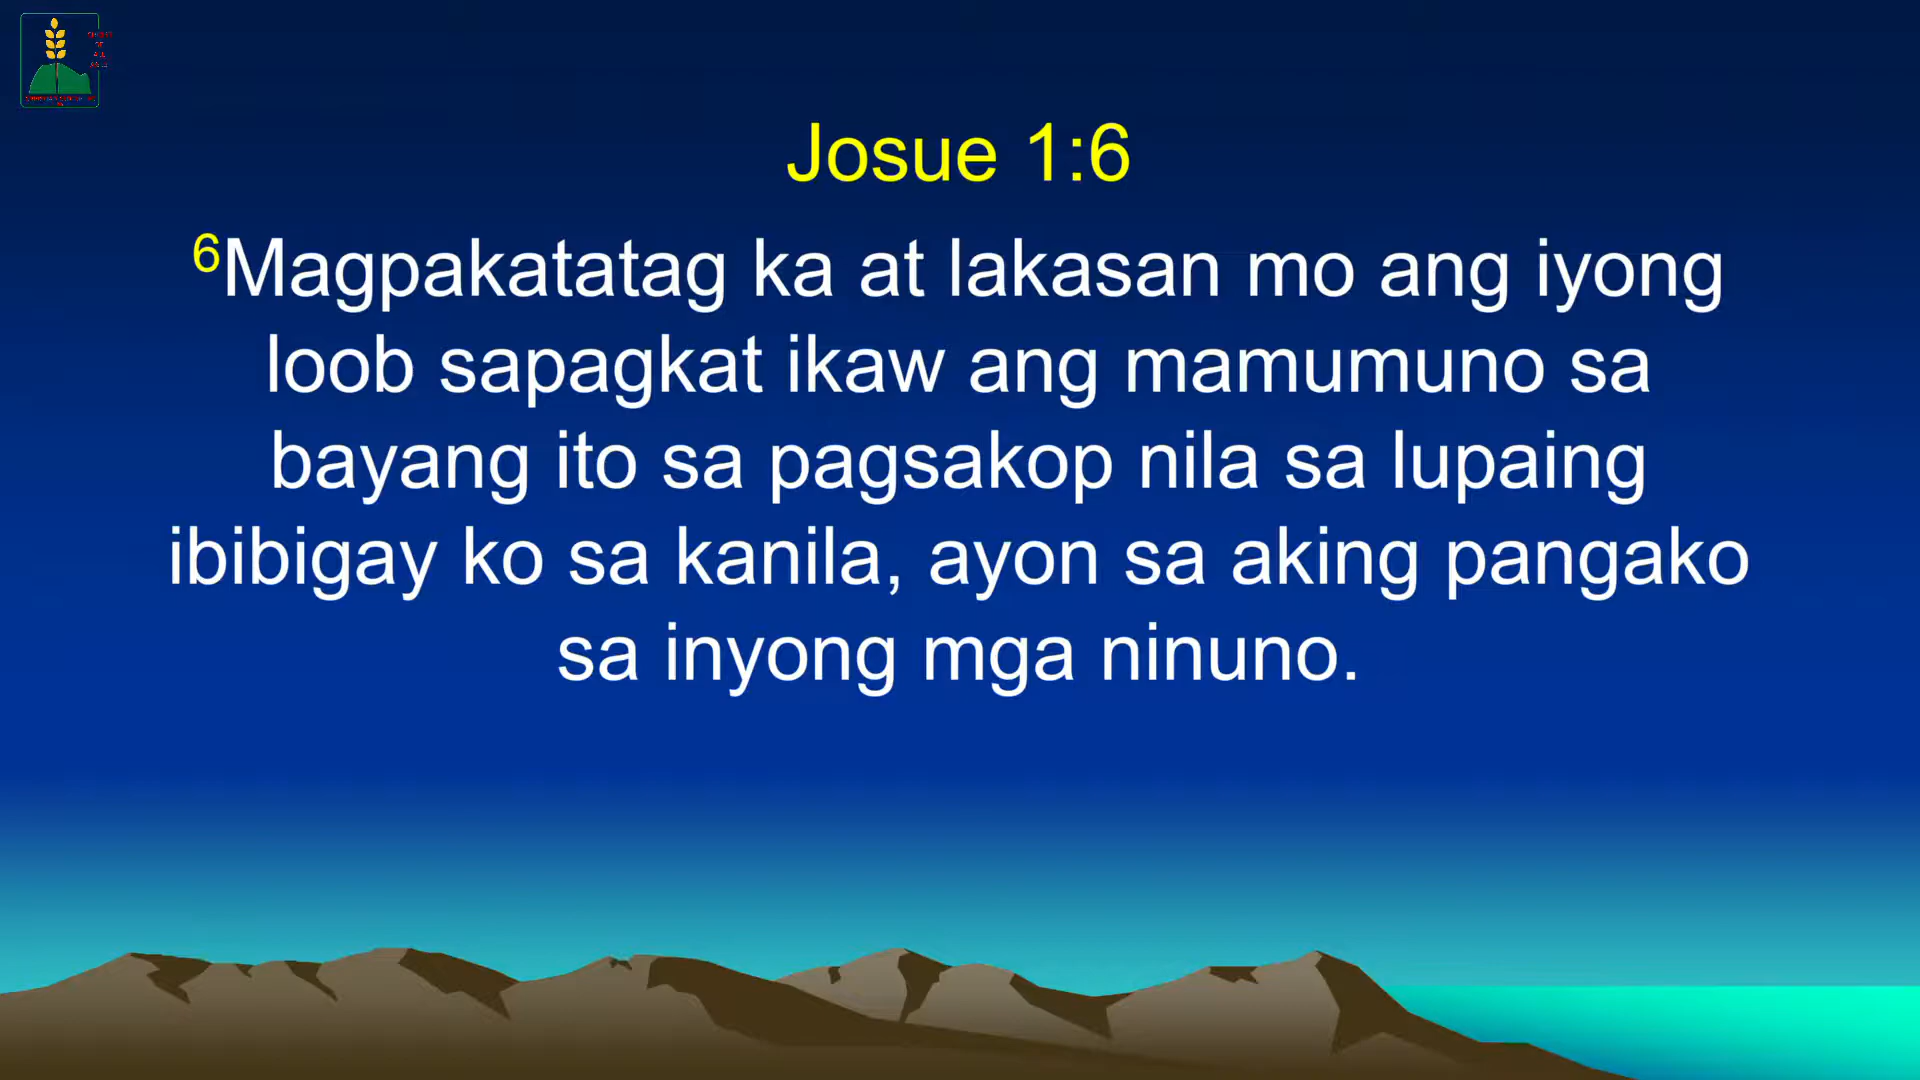 Josue 1:6
6Magpakatatag ka at lakasan mo ang iyong
loob sapagkat ikaw ang mamumuno sa
bayang ito sa pagsakop nila sa lupaing
ibibigay ko sa kanila, ayon sa aking pangako
sa inyong mga ninuno.